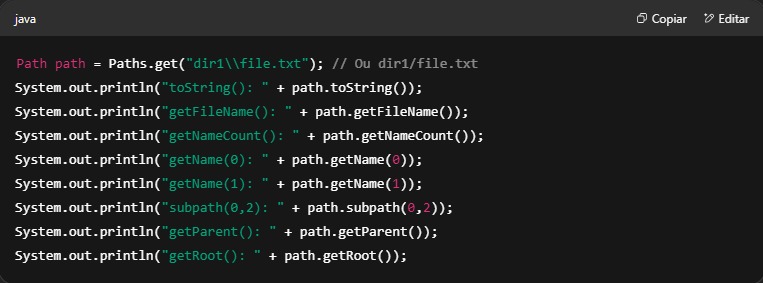 java
Copiar
Editar
Path path = Paths.get("dir1\\file.txt"); // Ou dir1/file.txt
System.out.println("toString(): " + path.toString());
System.out.println("getFileName(): " + path.getFileName());
System.out.println("getNameCount(): " + path.getNameCount());
System.out.println("getName(0): " + path.getName(0));
System.out.println("getName(1): " + path.getName(1));
System.out.println("subpath(0,2): " + path.subpath(0,2));
System.out.println("getParent(): " + path.getParent());
System.out.println("getRoot(): " + path.getRoot());